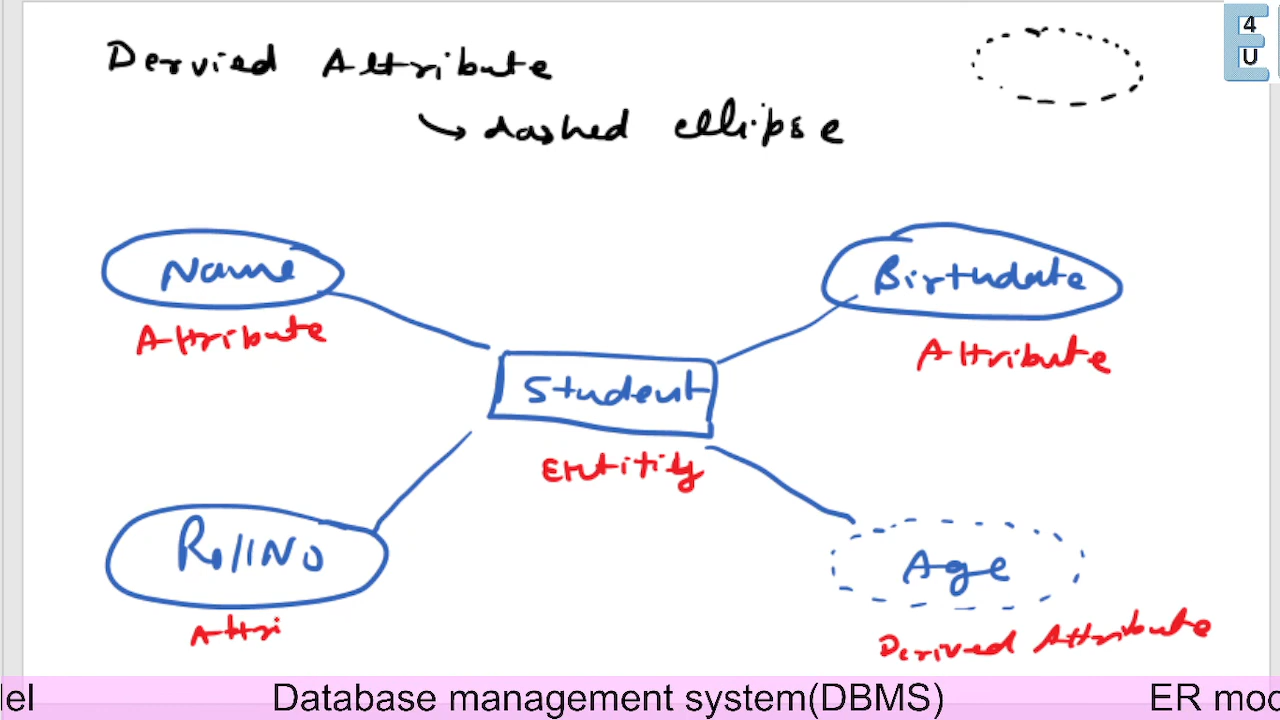 Dervied Attribute
4
U
E
→ dashed ellipse
Name
Birthdate
Attribute
Attribute
Student
Entitity
RollNo
Age
Attri
Derived Attribute
del
Database management system(DBMS)
ER mod